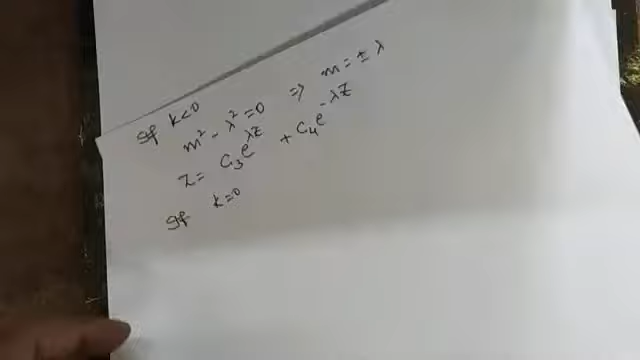 If k<0
m² - λ² = 0 ⇒ m = ± λ
Z = C₃e^λZ + C₄e^-λZ
If k=0